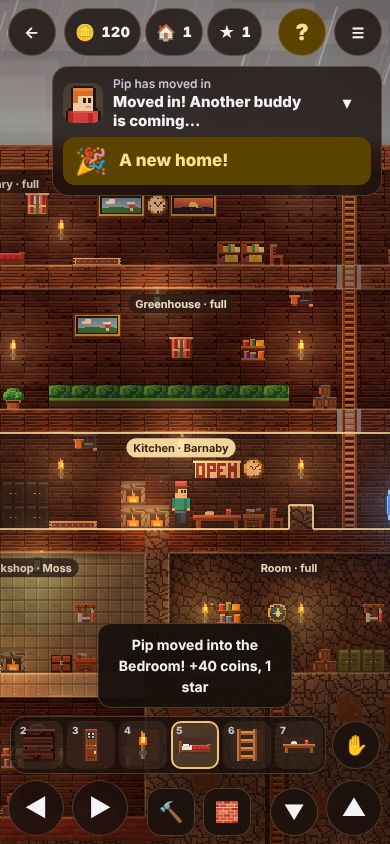 120
1
1
?
Pip has moved in
Moved in! Another buddy
is coming...
A new home!
ry · full
Greenhouse · full
Kitchen · Barnaby
OPEN
kshop · Moss
Room · full
Pip moved into the
Bedroom! +40 coins, 1
star
2 3 4 5 6 7